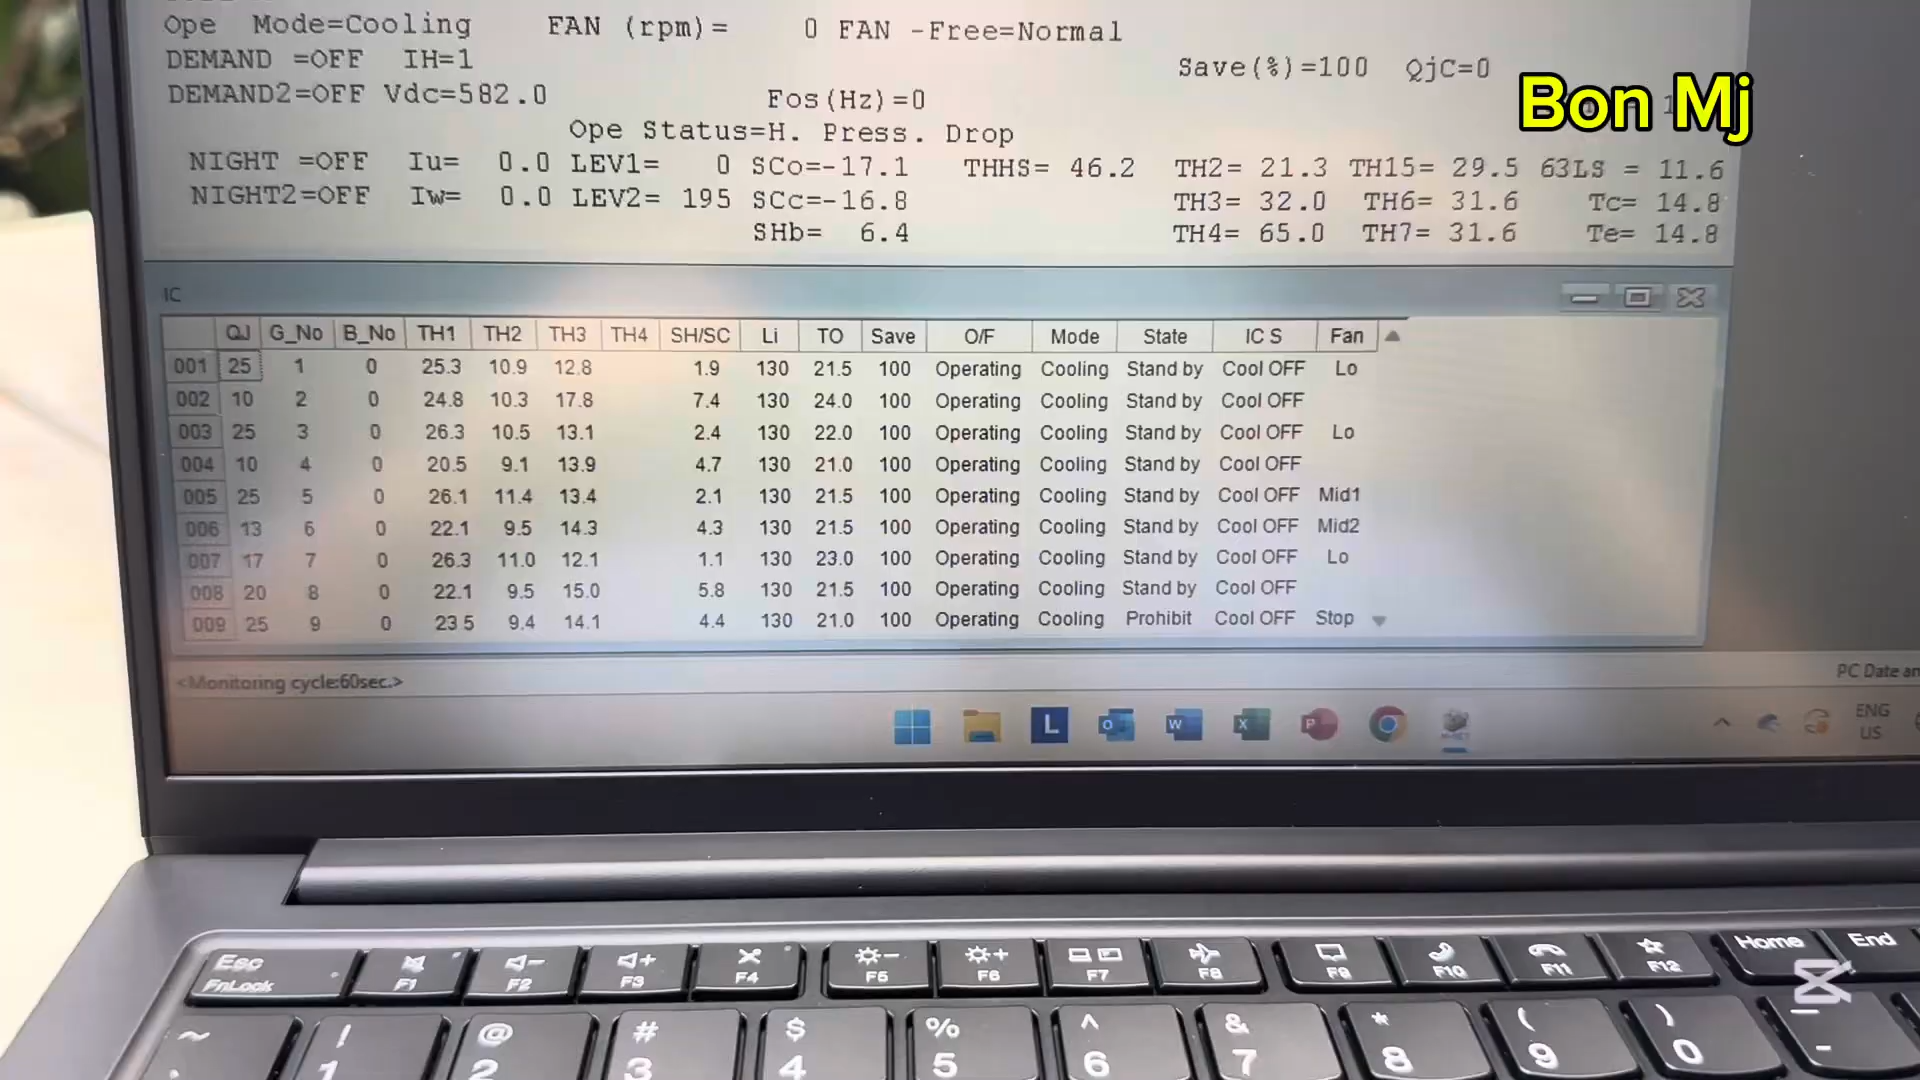 Ope Mode=Cooling FAN (rpm)= 0 FAN -Free=Normal
DEMAND =OFF IH=1 Save(%)=100 QjC=0
DEMAND2=OFF Vdc=582.0 Fos(Hz)=0
Bon Mj
Ope Status=H. Press. Drop
NIGHT =OFF Iu= 0.0 LEV1= 0 SCo=-17.1 THHS= 46.2 TH2= 21.3 TH15= 29.5 63LS = 11.6
NIGHT2=OFF Iw= 0.0 LEV2= 195 SCc=-16.8 TH3= 32.0 TH6= 31.6 Tc= 14.8
SHb= 6.4 TH4= 65.0 TH7= 31.6 Te= 14.8
IC
QJ G_No B_No TH1 TH2 TH3 TH4 SH/SC Li TO Save O/F Mode State IC S Fan
001 25 1 0 25.3 10.9 12.8 1.9 130 21.5 100 Operating Cooling Stand by Cool OFF Lo
002 10 2 0 24.8 10.3 17.8 7.4 130 24.0 100 Operating Cooling Stand by Cool OFF
003 25 3 0 26.3 10.5 13.1 2.4 130 22.0 100 Operating Cooling Stand by Cool OFF Lo
004 10 4 0 20.5 9.1 13.9 4.7 130 21.0 100 Operating Cooling Stand by Cool OFF
005 25 5 0 26.1 11.4 13.4 2.1 130 21.5 100 Operating Cooling Stand by Cool OFF Mid1
006 13 6 0 22.1 9.5 14.3 4.3 130 21.5 100 Operating Cooling Stand by Cool OFF Mid2
007 17 7 0 26.3 11.0 12.1 1.1 130 23.0 100 Operating Cooling Stand by Cool OFF Lo
008 20 8 0 22.1 9.5 15.0 5.8 130 21.5 100 Operating Cooling Stand by Cool OFF
009 25 9 0 23 5 9.4 14.1 4.4 130 21.0 100 Operating Cooling Prohibit Cool OFF Stop
<Monitoring cycle:60sec.> PC Date an
L O W X P ENG
US
Esc F1 F2 F3 F4 F5 F6 F7 F8 F9 F10 F11 F12 Home End
FnLock
~ ! @ # $ % ^ & * ( ) _
1 2 3 4 5 6 7 8 9 0 -